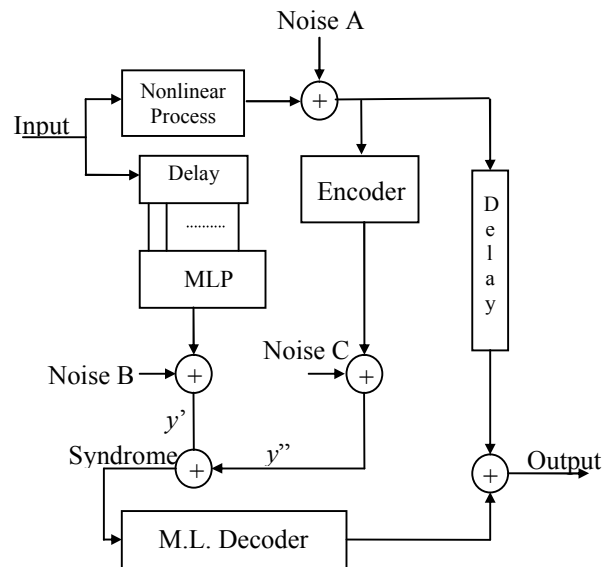 Noise A
Nonlinear
Process
+
Input
Delay
Encoder
..........
MLP
D
e
l
a
y
Noise C
Noise B
+
+
y’
y”
Syndrome
+
+
Output
M.L. Decoder